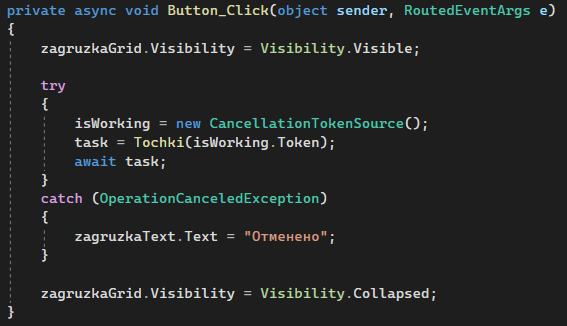 private async void Button_Click(object sender, RoutedEventArgs e)
{
zagruzkaGrid.Visibility = Visibility.Visible;
try
{
isWorking = new CancellationTokenSource();
task = Tochki(isWorking.Token);
await task;
}
catch (OperationCanceledException)
{
zagruzkaText.Text = "Отменено";
}
zagruzkaGrid.Visibility = Visibility.Collapsed;
}